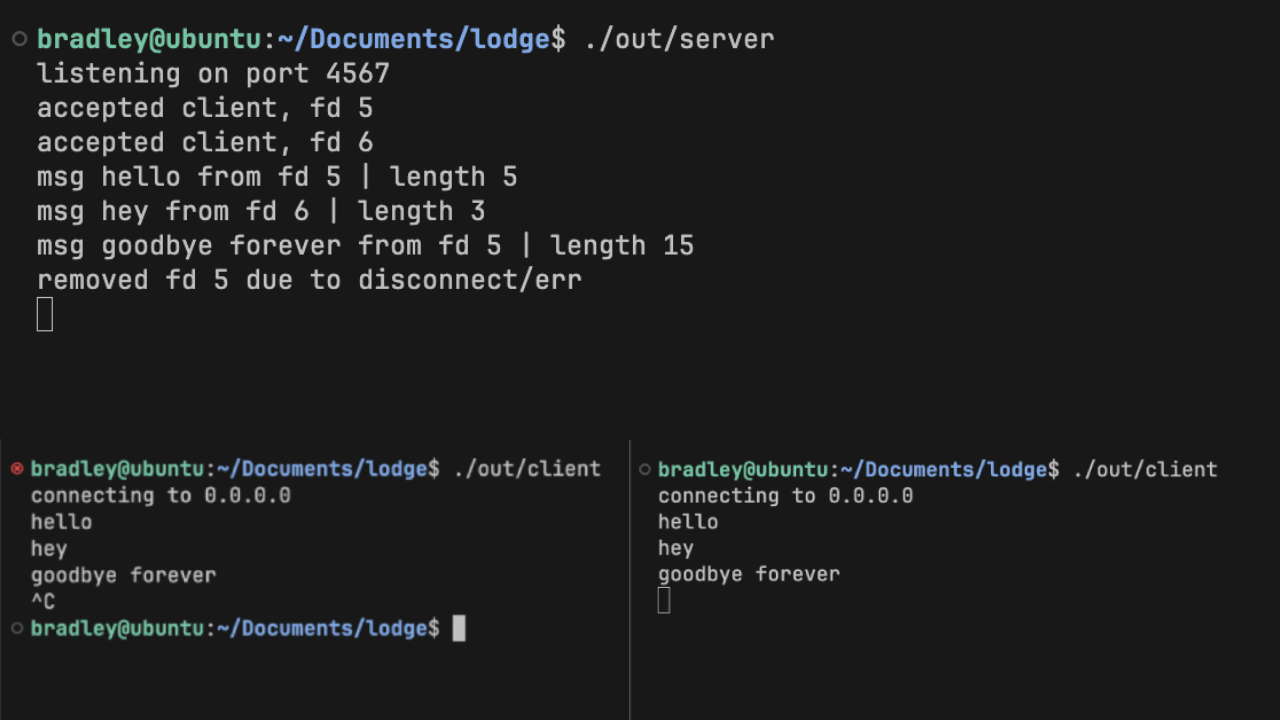 bradley@ubuntu:~/Documents/lodge$ ./out/server
listening on port 4567
accepted client, fd 5
accepted client, fd 6
msg hello from fd 5 | length 5
msg hey from fd 6 | length 3
msg goodbye forever from fd 5 | length 15
removed fd 5 due to disconnect/err
bradley@ubuntu:~/Documents/lodge$ ./out/client
connecting to 0.0.0.0
hello
hey
goodbye forever
^C
bradley@ubuntu:~/Documents/lodge$
bradley@ubuntu:~/Documents/lodge$ ./out/client
connecting to 0.0.0.0
hello
hey
goodbye forever